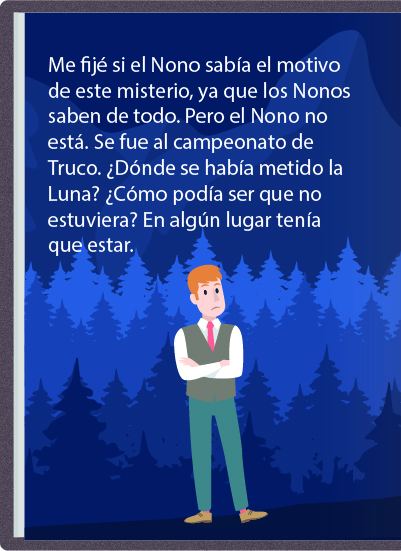 Me fijé si el Nono sabía el motivo
de este misterio, ya que los Nonos
saben de todo. Pero el Nono no
está. Se fue al campeonato de
Truco. ¿Dónde se había metido la
Luna? ¿Cómo podía ser que no
estuviera? En algún lugar tenía
que estar.